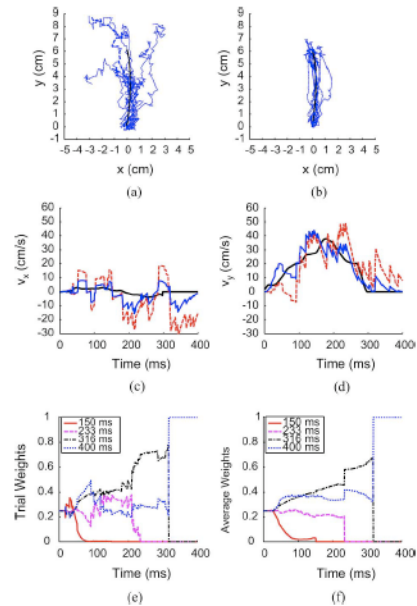 9
8
7
6
5
4
3
2
1
0
-1
y (cm)
-5 -4 -3 -2 -1 0 1 2 3 4 5
x (cm)
(a)
9
8
7
6
5
4
3
2
1
0
-1
y (cm)
-5 -4 -3 -2 -1 0 1 2 3 4 5
x (cm)
(b)
60
50
40
30
20
10
0
-10
-20
-30
vx (cm/s)
0 100 200 300 400
Time (ms)
(c)
60
50
40
30
20
10
0
-10
-20
-30
vy (cm/s)
0 100 200 300 400
Time (ms)
(d)
1
0.8
0.6
0.4
0.2
0
Trial Weights
150 ms
233 ms
316 ms
400 ms
0 100 200 300 400
Time (ms)
(e)
1
0.8
0.6
0.4
0.2
0
Average Weights
150 ms
233 ms
316 ms
400 ms
0 100 200 300 400
Time (ms)
(f)